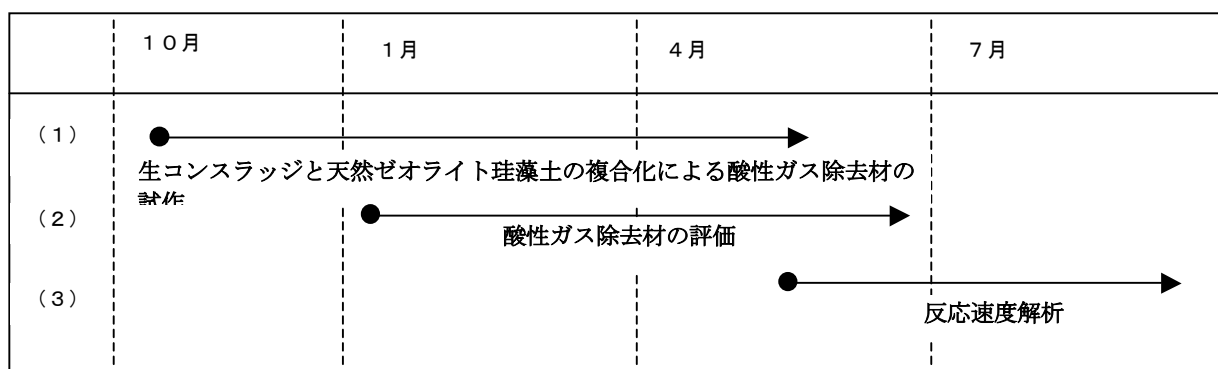 10月 1月 4月 7月
(1)
生コンスラッジと天然ゼオライト珪藻土の複合化による酸性ガス除去材の
試作
(2)
酸性ガス除去材の評価
(3)
反応速度解析